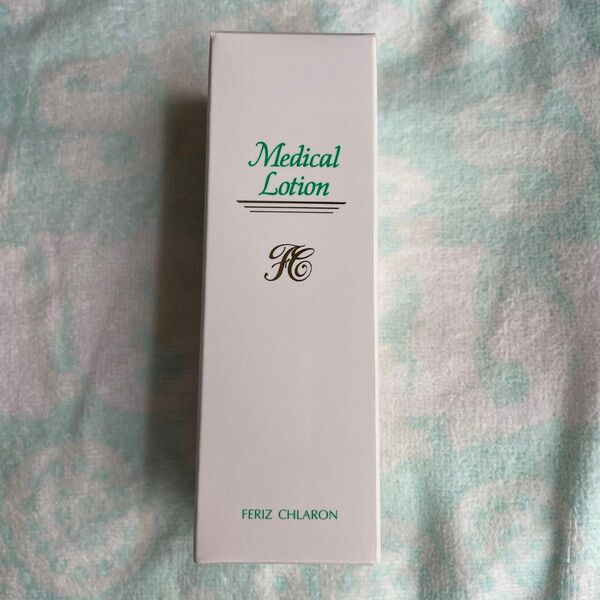 Medical
Lotion
FC
FERIZ CHLARON